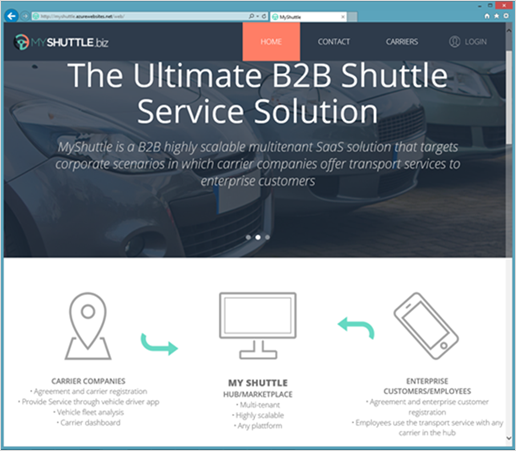 http://myshuttle.azurewebsites.net/web/
MyShuttle
MYSHUTTLE.biz
HOME
CONTACT
CARRIERS
LOGIN
The Ultimate B2B Shuttle
Service Solution
MyShuttle is a B2B highly scalable multitenant SaaS solution that targets
corporate scenarios in which carrier companies offer transport services to
enterprise customers
CARRIER COMPANIES
• Agreement and carrier registration
• Provide Service through vehicle driver app
• Vehicle fleet analysis
• Carrier dashboard
MY SHUTTLE
HUB/MARKETPLACE
• Multi-tenant
• Highly scalable
• Any platform
ENTERPRISE
CUSTOMERS/EMPLOYEES
• Agreement and enterprise customer
registration
• Employees use the transport service with any
carrier in the hub